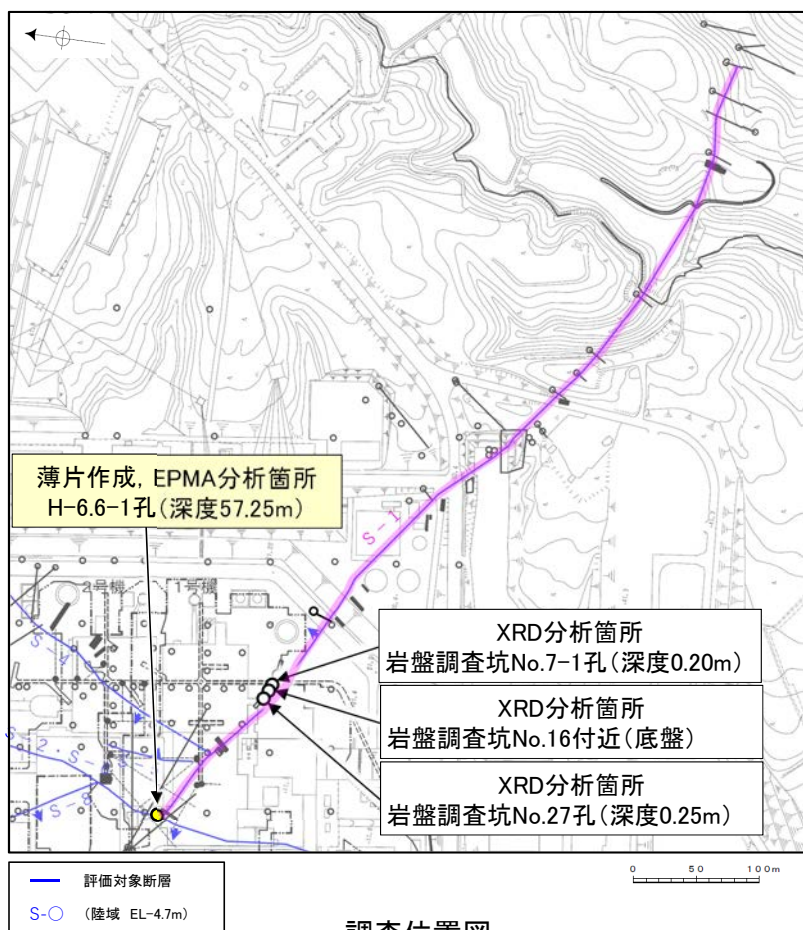 薄片作成, EPMA分析箇所
H-6.6-1孔(深度57.25m)
S-1
2号機
1号機
S-4
S-2・S-6
S-8
XRD分析箇所
岩盤調査坑No.7-1孔(深度0.20m)
XRD分析箇所
岩盤調査坑No.16付近(底盤)
XRD分析箇所
岩盤調査坑No.27孔(深度0.25m)
0 50 100m
評価対象断層
S-○ (陸域 EL-4.7m)
調査位置図